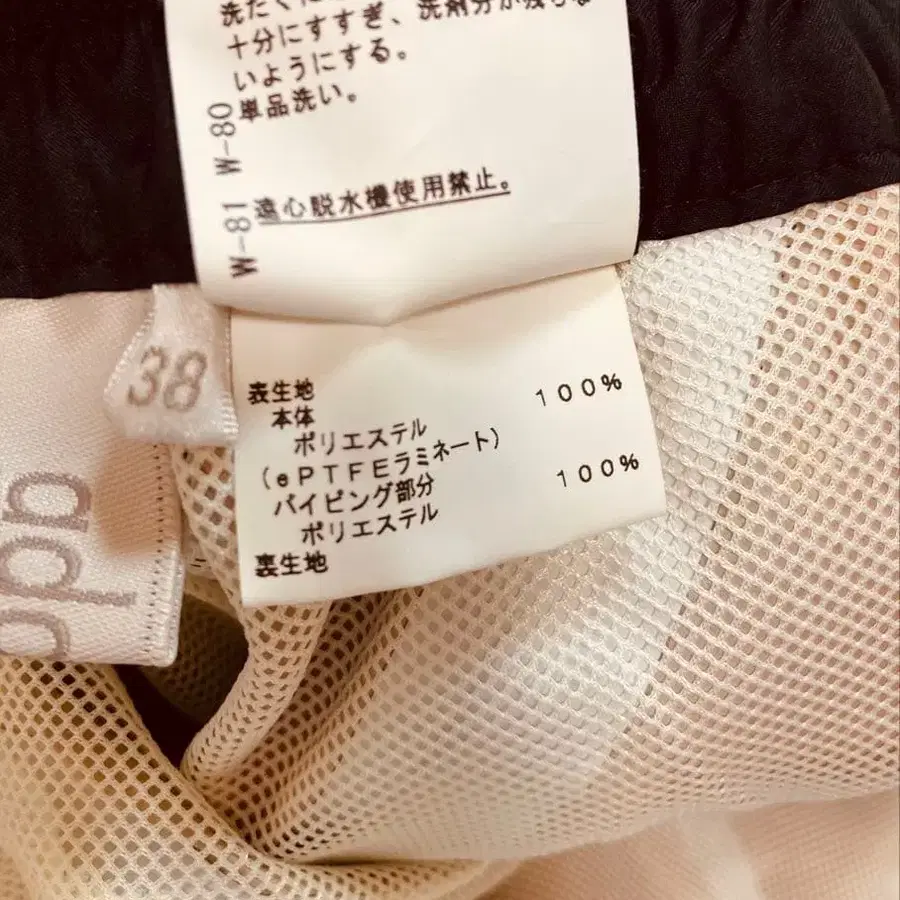 洗たくに
十分にすすぎ、洗剤分が残らな
いようにする。
単品洗い。
W-80
遠心脱水機使用禁止。
W-81
38
表生地
本体
ポリエステル 100%
(ePTFEラミネート)
パイピング部分
ポリエステル 100%
表生地